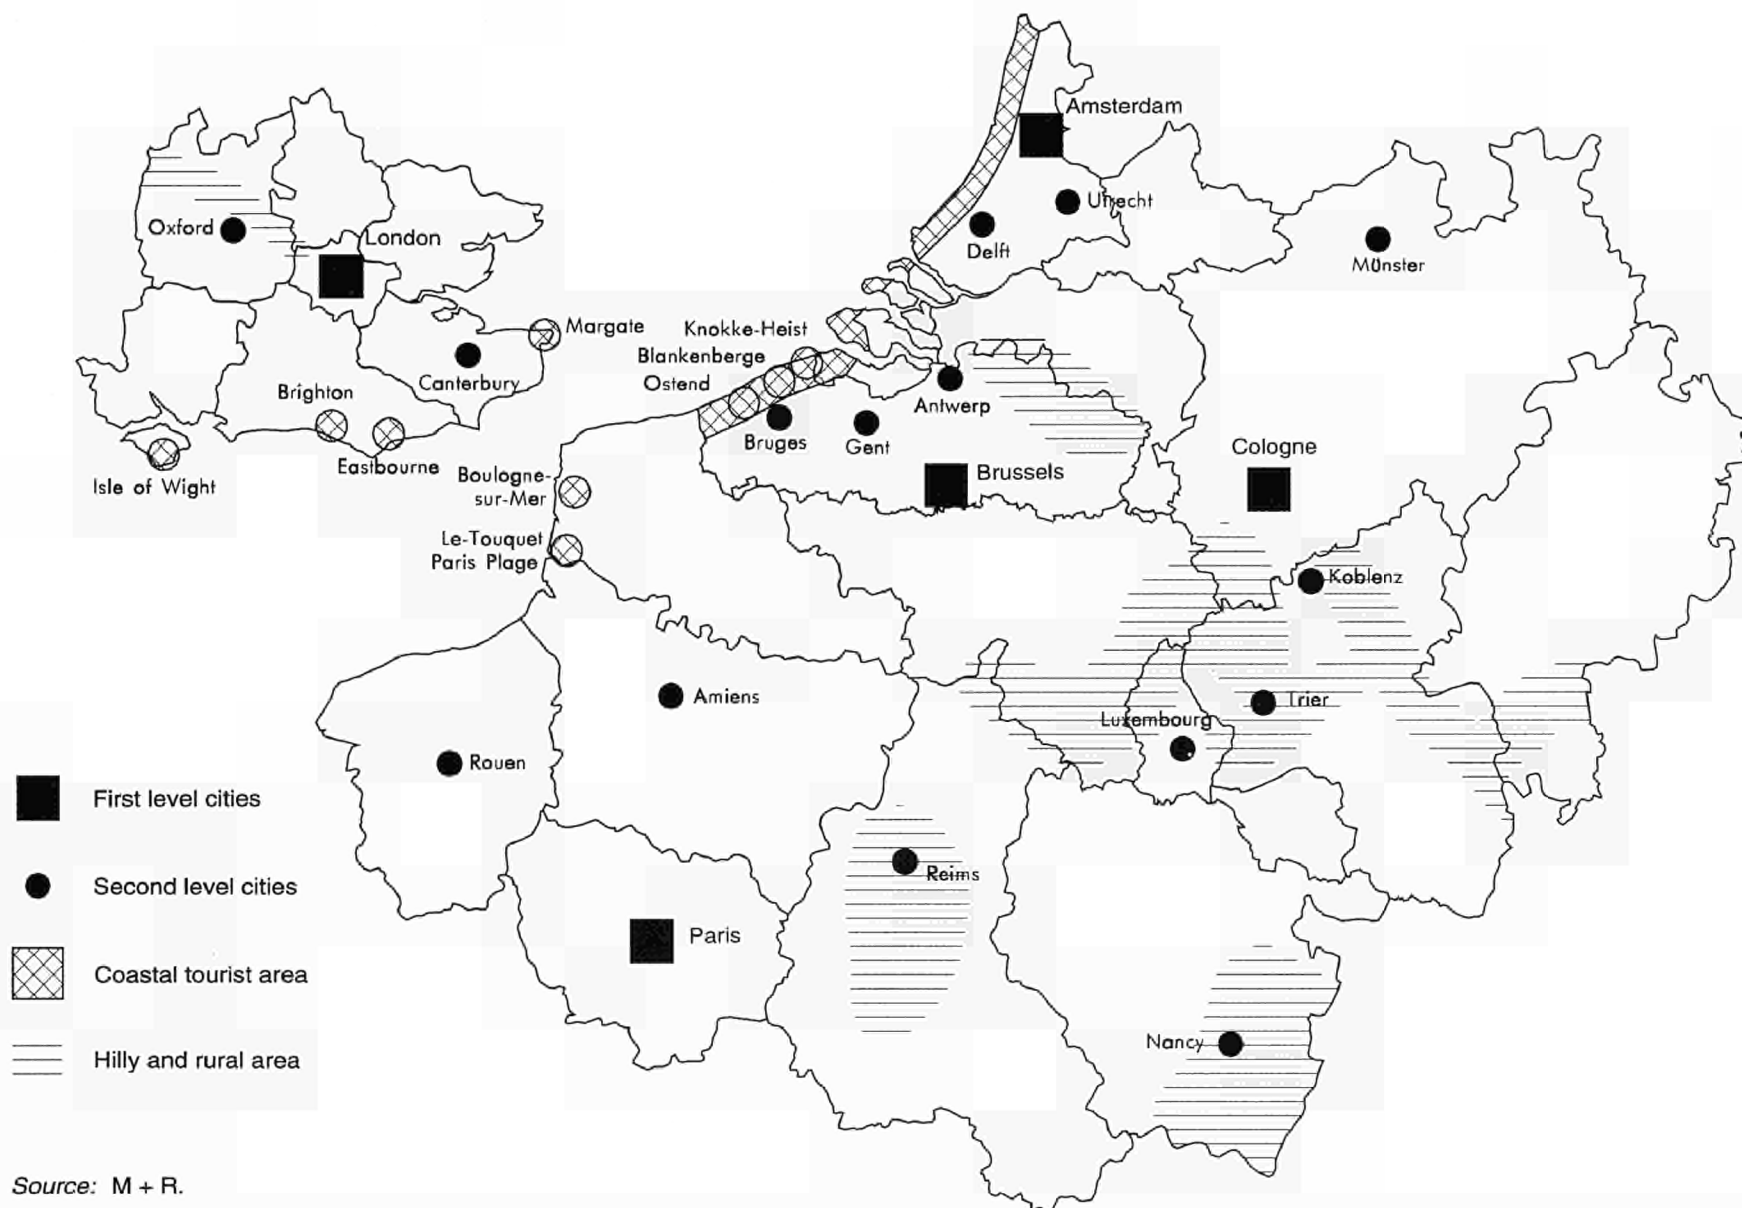 Amsterdam
Utrecht
Oxford
London
Delft
Münster
Margate
Knokke-Heist
Blankenberge
Ostend
Canterbury
Brighton
Antwerp
Bruges
Gent
Cologne
Eastbourne
Brussels
Isle of Wight
Boulogne-
sur-Mer
Le-Touquet
Paris Plage
Koblenz
Amiens
Trier
Luxembourg
Rouen
First level cities
Reims
Second level cities
Paris
Coastal tourist area
Nancy
Hilly and rural area
Source: M + R.